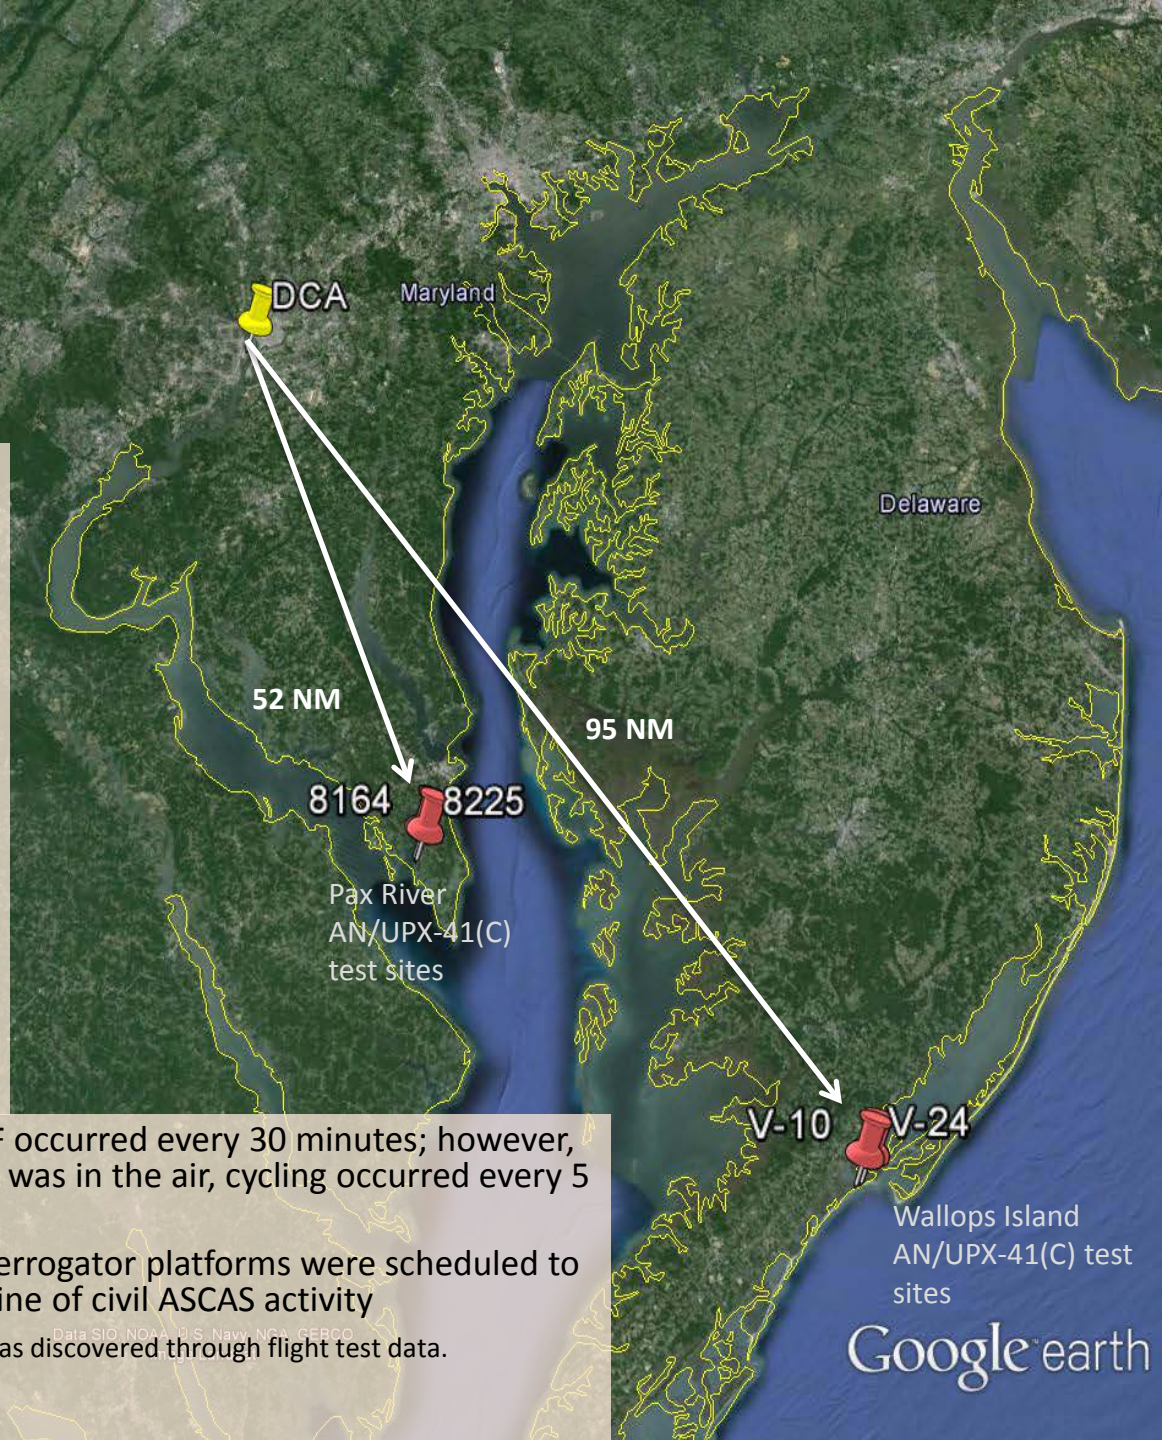 DCA
Maryland
Delaware
52 NM
95 NM
8164
8225
Pax River
AN/UPX-41(C)
test sites
V-10
V-24
Wallops Island
AN/UPX-41(C) test
sites
occurred every 30 minutes; however,
was in the air, cycling occurred every 5
errogator platforms were scheduled to
ine of civil ASCAS activity
Data SIO, NOAA, U.S. Navy, NGA, GEBCO
as discovered through flight test data.
Google earth